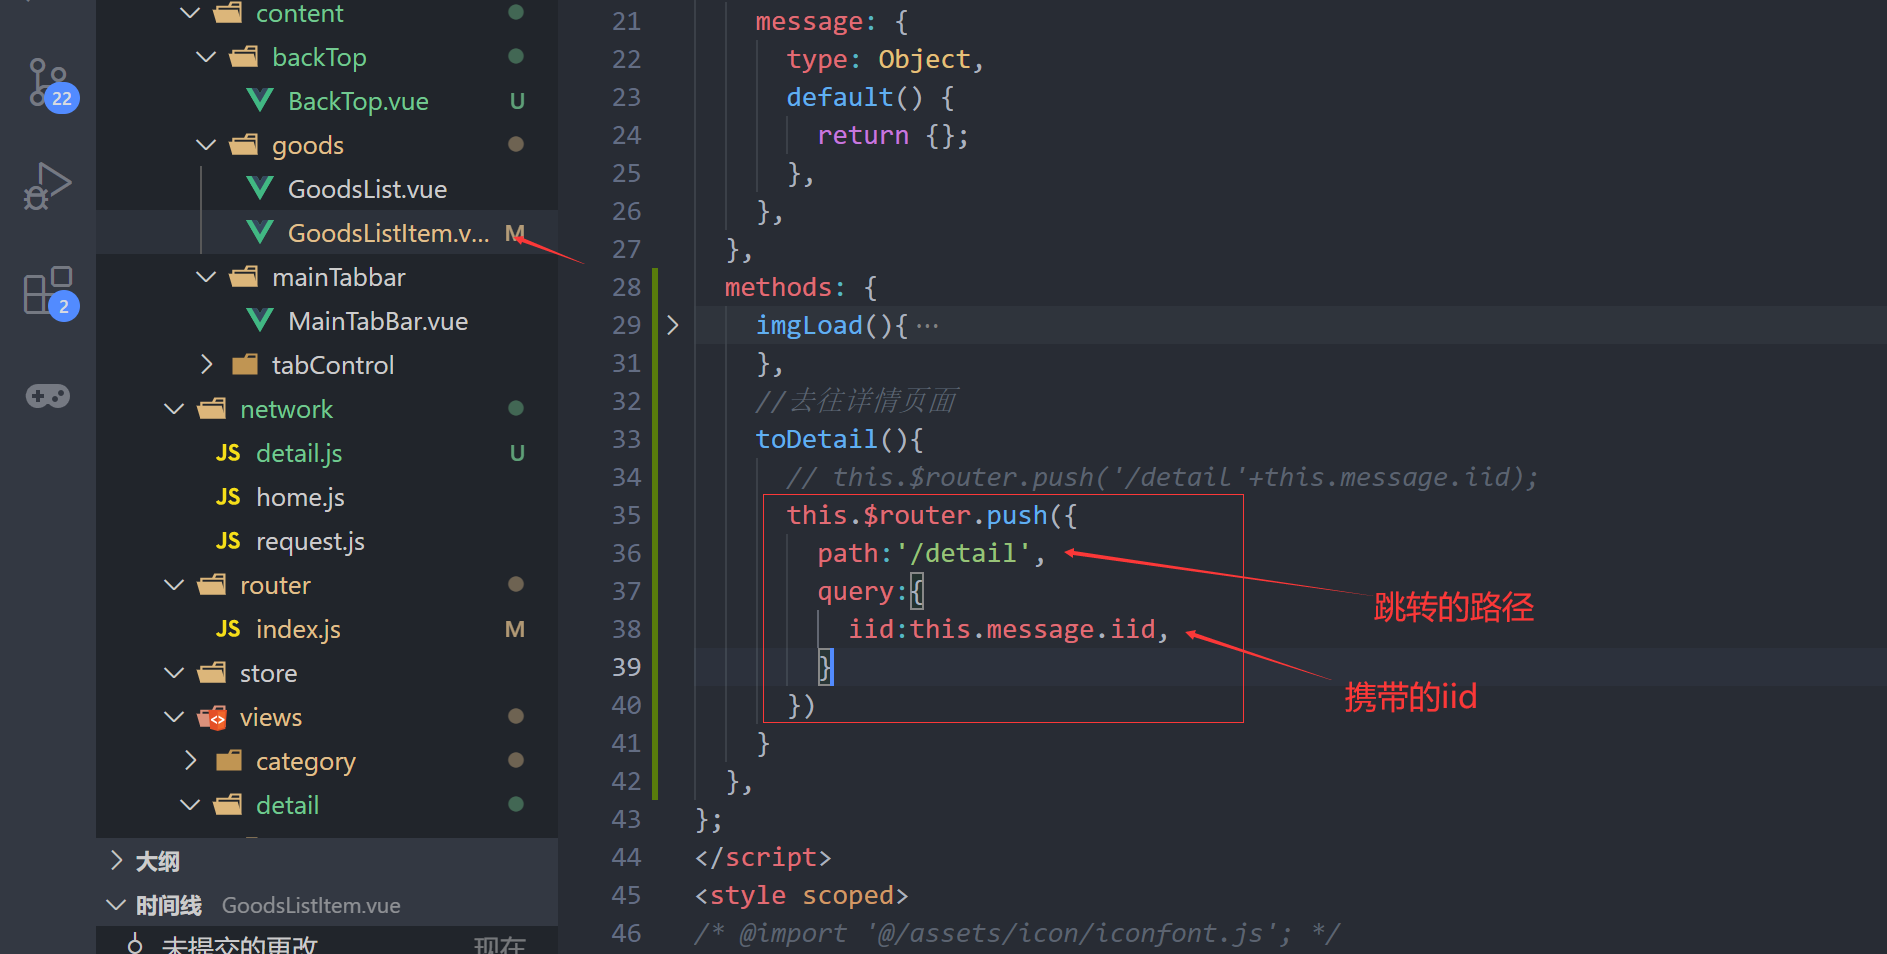 content
backTop
BackTop.vue U
goods
GoodsList.vue
GoodsListItem.v... M
mainTabbar
MainTabBar.vue
tabControl
network
detail.js U
home.js
request.js
router
index.js M
store
views
category
detail
大纲
时间线 GoodsListItem.vue
未提交的更改 现在
22
2
21 message: {
22 type: Object,
23 default() {
24 return {};
25 },
26 },
27 },
28 methods: {
29 imgLoad(){ ···
31 },
32 //去往详情页面
33 toDetail(){
34 // this.$router.push('/detail'+this.message.iid);
35 this.$router.push({
36 path:'/detail',
37 query:{
38 iid:this.message.iid,
39 }
40 })
41 }
42 },
43 };
44 </script>
45 <style scoped>
46 /* @import '@/assets/icon/iconfont.js'; */
跳转的路径
携带的iid